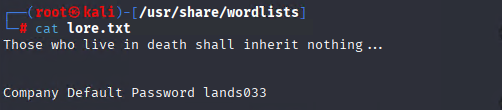 ┌──(root㉿kali)-[/usr/share/wordlists]
└─# cat lore.txt
Those who live in death shall inherit nothing...
Company Default Password lands033